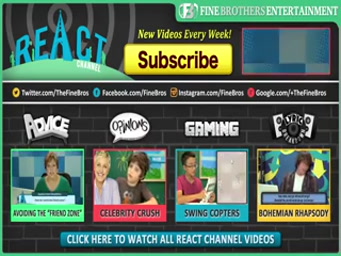 FB FINE BROTHERS ENTERTAINMENT
REACT
CHANNEL
New Videos Every Week!
Subscribe
Twitter.com/TheFineBros Facebook.com/FineBros Instagram.com/FineBros Google.com/+TheFineBros
ADVICE OPINIONS GAMING LYRIC
AVOIDING THE "FRIEND ZONE" CELEBRITY CRUSH SWING COPTERS BOHEMIAN RHAPSODY
CLICK HERE TO WATCH ALL REACT CHANNEL VIDEOS